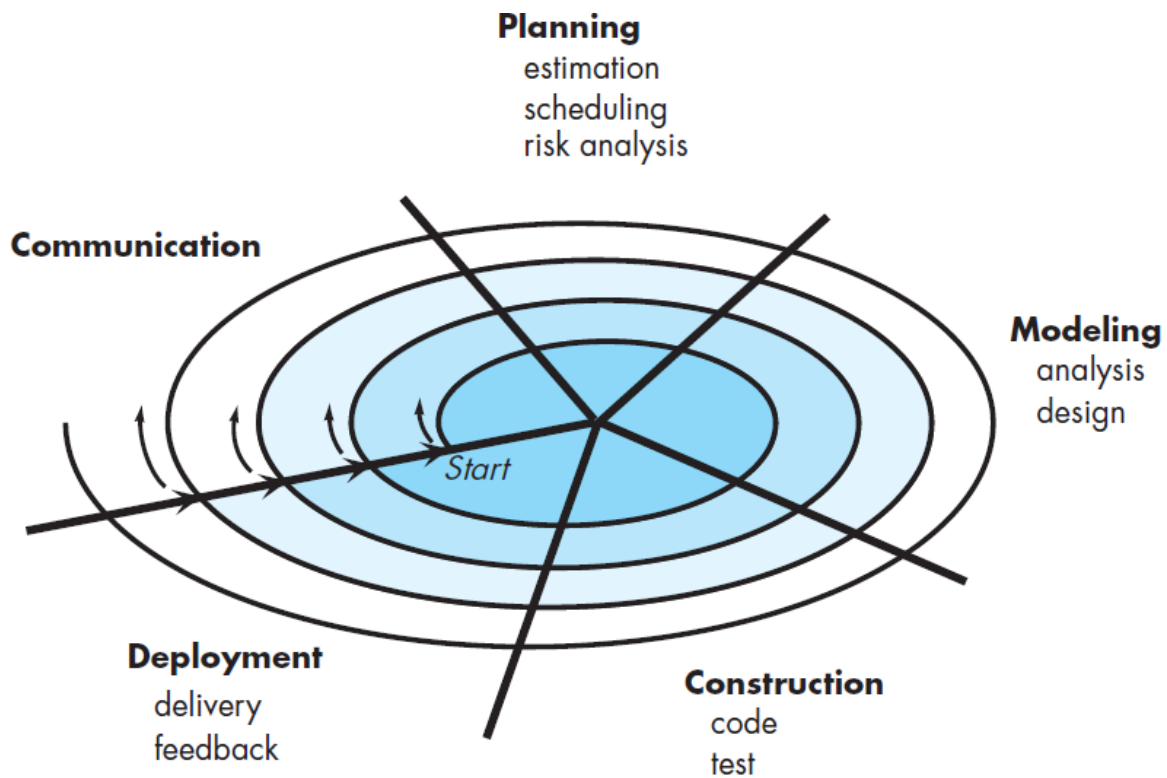 Planning
estimation
scheduling
risk analysis
Communication
Modeling
analysis
design
Start
Deployment
delivery
feedback
Construction
code
test